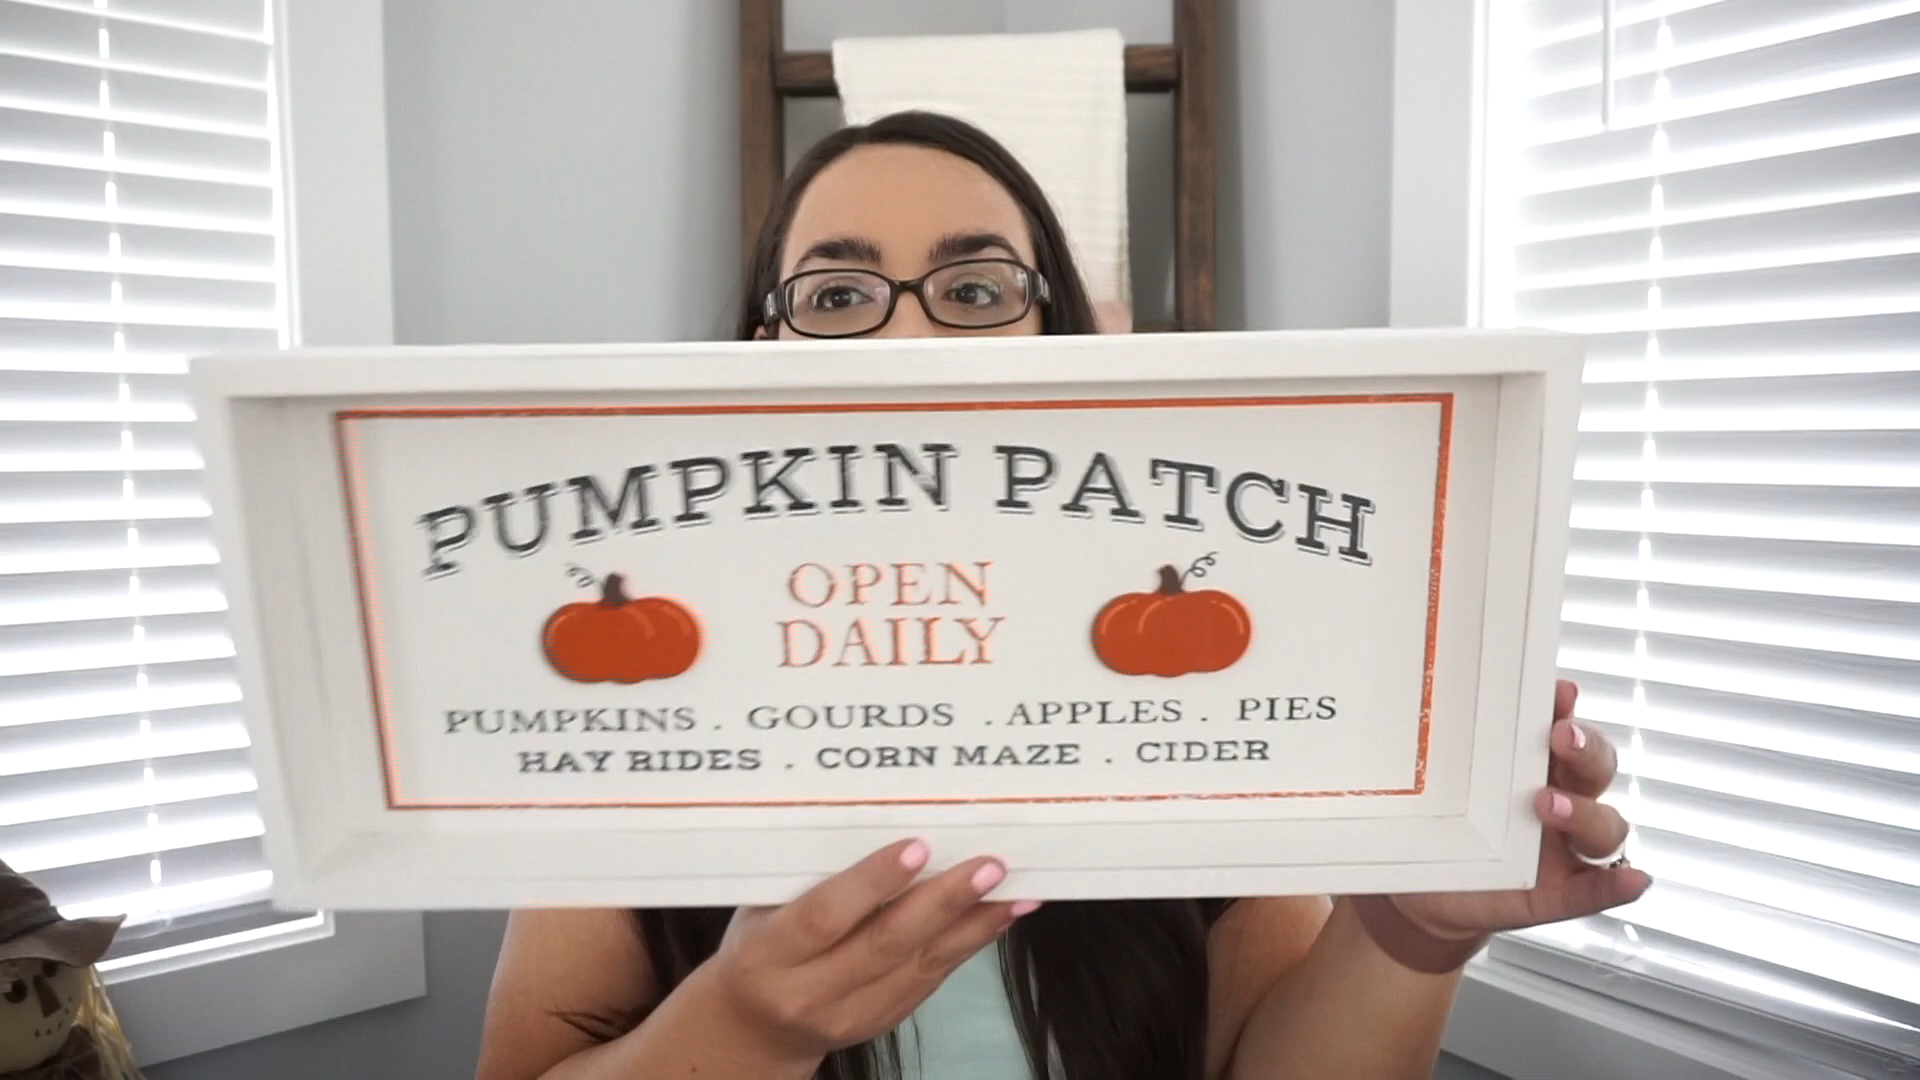 PUMPKIN PATCH
OPEN
DAILY
PUMPKINS . GOURDS . APPLES . PIES
HAY RIDES . CORN MAZE . CIDER